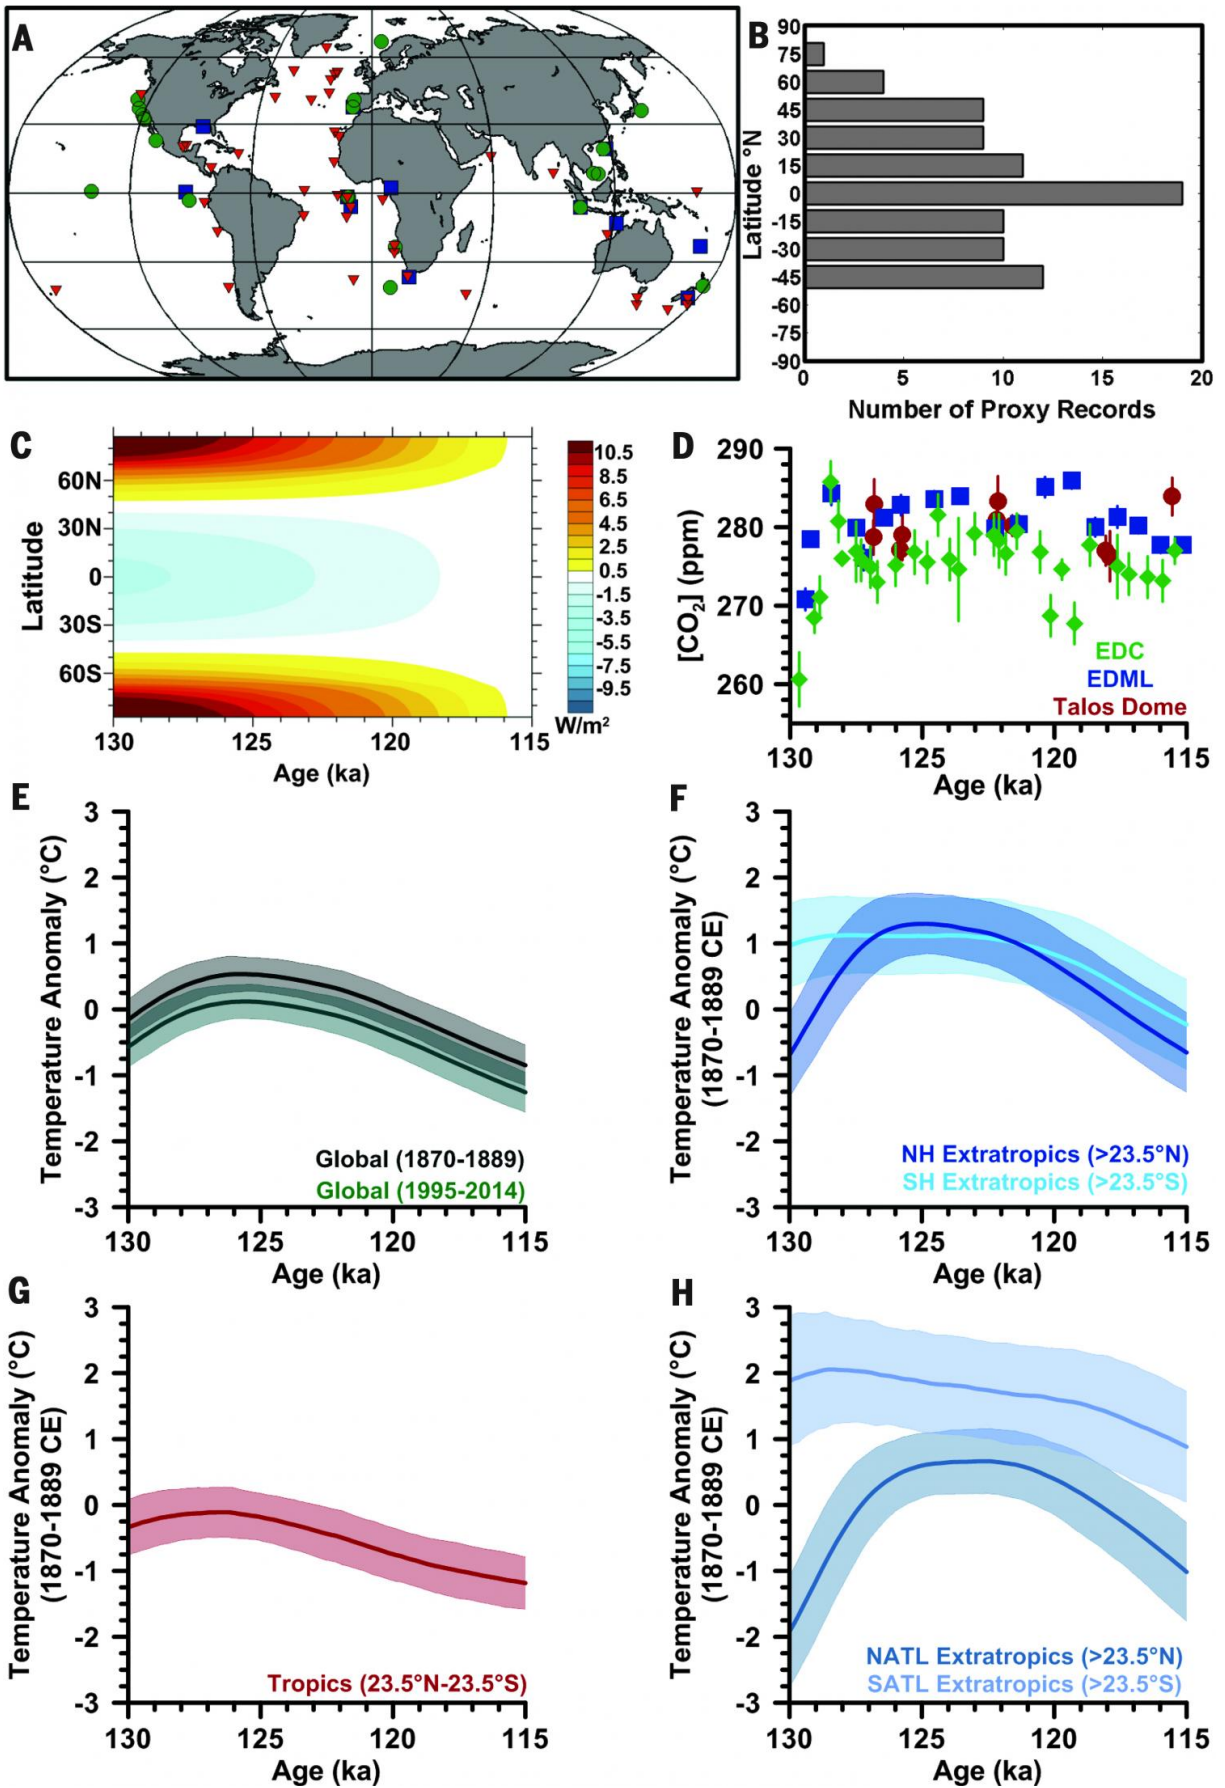 A
B
90
75
60
45
30
15
0
-15
-30
-45
-60
-75
-90
Latitude °N
0
5
10
15
20
Number of Proxy Records
C
60N
30N
0
30S
60S
Latitude
130
125
120
115
Age (ka)
10.5
8.5
6.5
4.5
2.5
0.5
-1.5
-3.5
-5.5
-7.5
-9.5
W/m²
D
290
280
270
260
[CO₂] (ppm)
EDC
EDML
Talos Dome
130
125
120
115
Age (ka)
E
3
2
1
0
-1
-2
-3
Temperature Anomaly (°C)
Global (1870-1889)
Global (1995-2014)
130
125
120
115
Age (ka)
F
3
2
1
0
-1
-2
-3
Temperature Anomaly (°C)
(1870-1889 CE)
NH Extratropics (>23.5°N)
SH Extratropics (>23.5°S)
130
125
120
115
Age (ka)
G
3
2
1
0
-1
-2
-3
Temperature Anomaly (°C)
(1870-1889 CE)
Tropics (23.5°N-23.5°S)
130
125
120
115
Age (ka)
H
3
2
1
0
-1
-2
-3
Temperature Anomaly (°C)
(1870-1889 CE)
NATL Extratropics (>23.5°N)
SATL Extratropics (>23.5°S)
130
125
120
115
Age (ka)